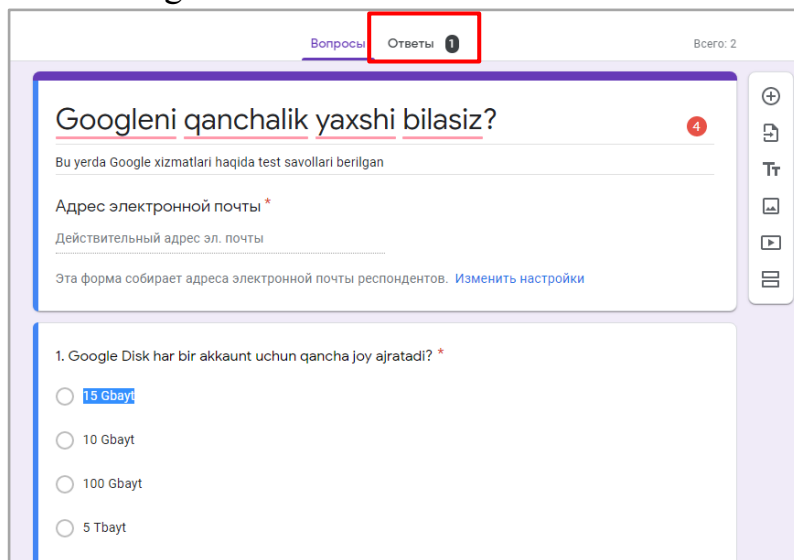 Вопросы Ответы 1 Всего: 2
Googleni qanchalik yaxshi bilasiz? 4
Bu yerda Google xizmatlari haqida test savollari berilgan
Адрес электронной почты *
Действительный адрес эл. почты
Эта форма собирает адреса электронной почты респондентов. Изменить настройки
1. Google Disk har bir akkaunt uchun qancha joy ajratadi? *
15 Gbayt
10 Gbayt
100 Gbayt
5 Tbayt